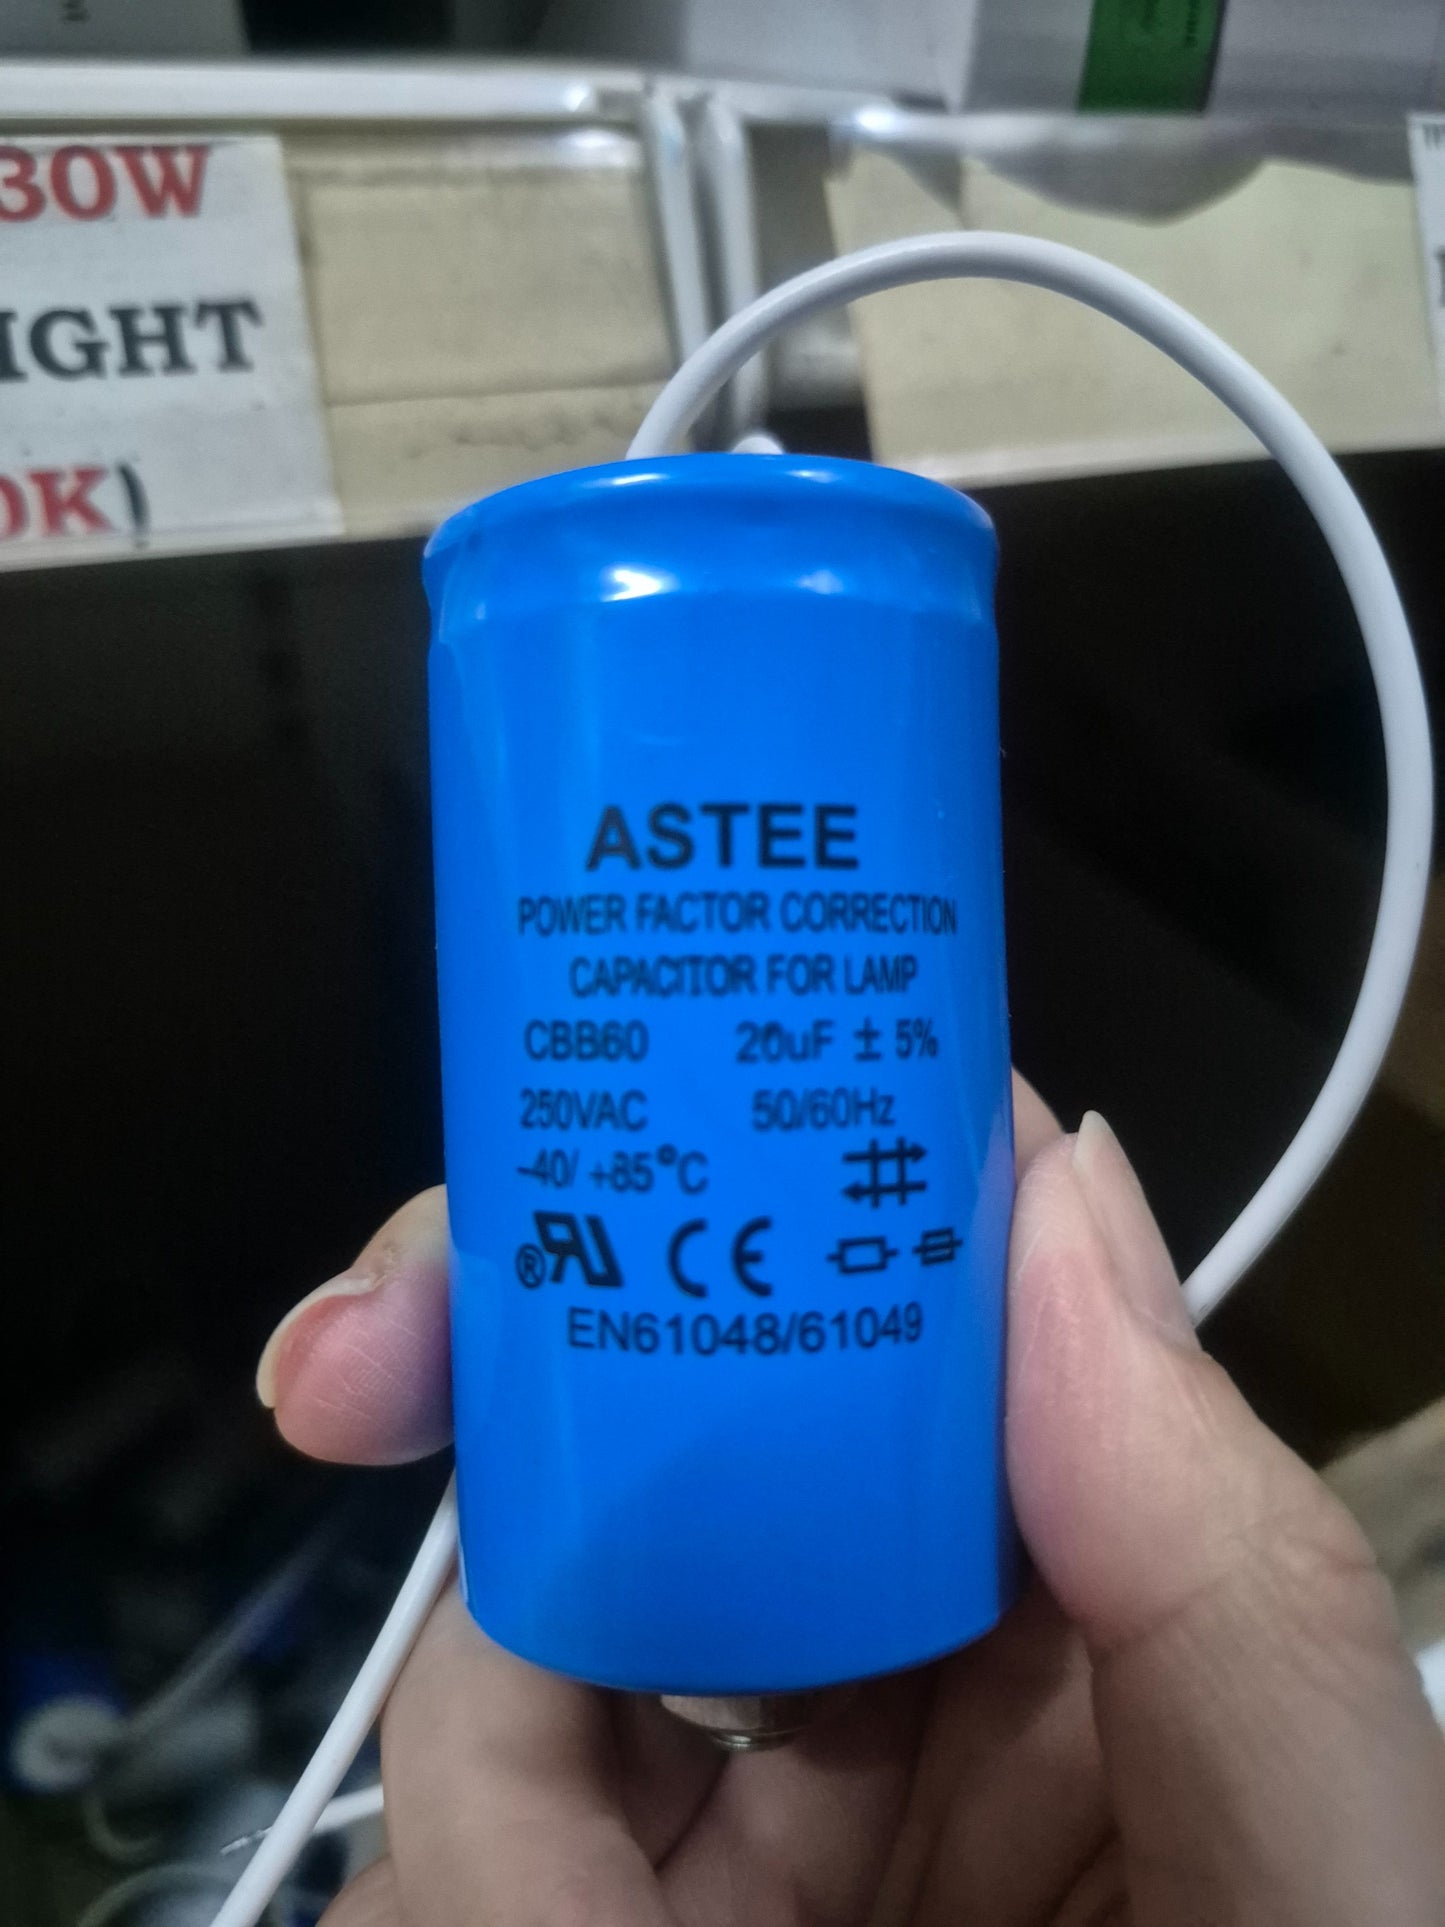 30W
IGHT
0K)
ASTEE
POWER FACTOR CORRECTION
CAPACITOR FOR LAMP
CBB60 20uF ± 5%
250VAC 50/60Hz
-40/ +85°C
® CE
EN61048/61049